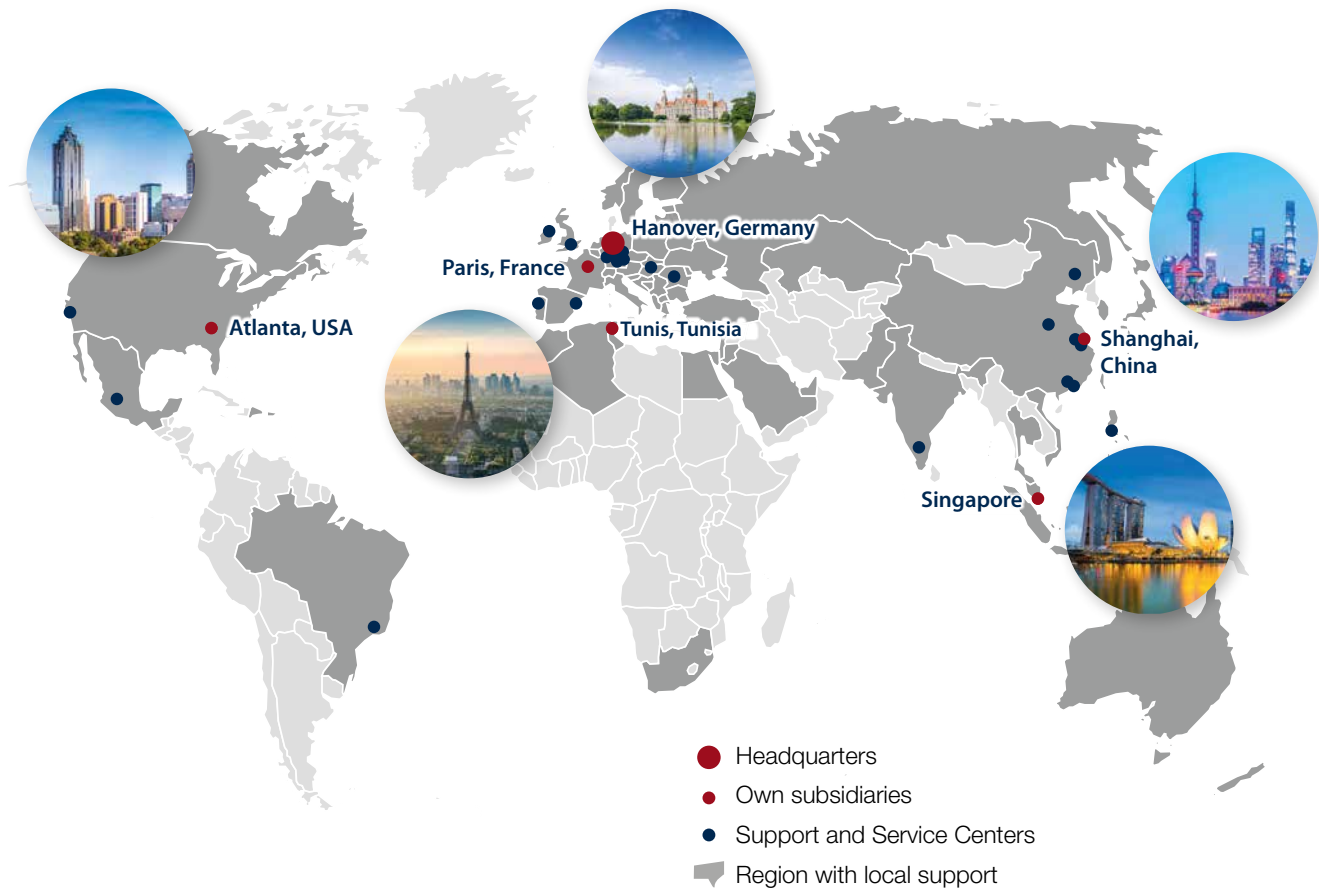 Hanover, Germany
Paris, France
Atlanta, USA
Tunis, Tunisia
Shanghai,
China
Singapore
Headquarters
Own subsidiaries
Support and Service Centers
Region with local support